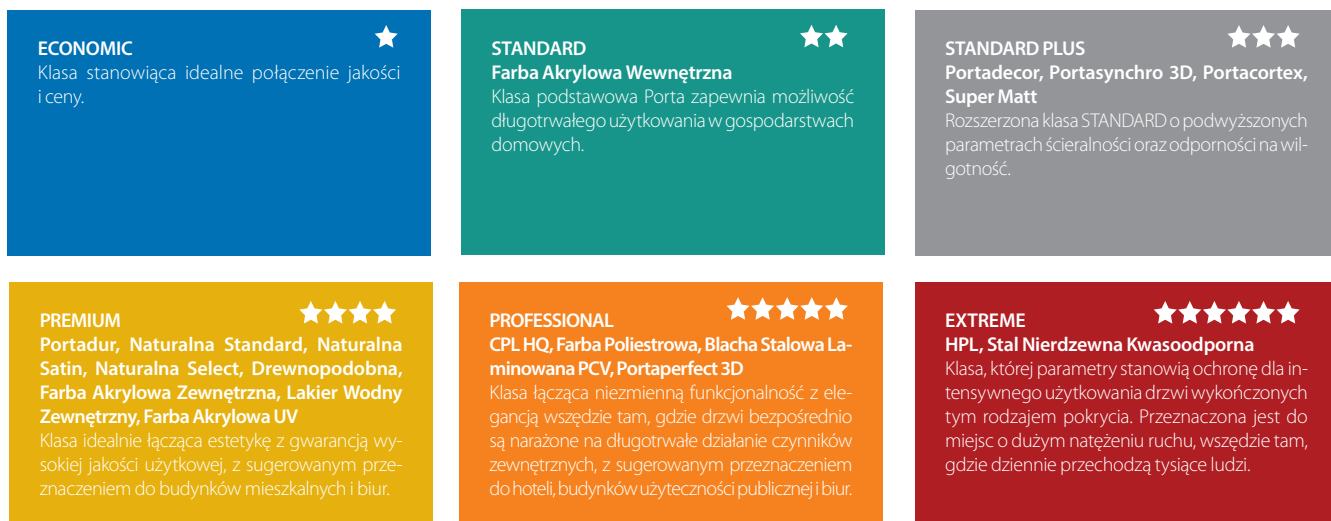 ECONOMIC
Klasa stanowiąca idealne połączenie jakości
i ceny.
STANDARD
Farba Akrylowa Wewnętrzna
Klasa podstawowa Porta zapewnia możliwość
długotrwałego użytkowania w gospodarstwach
domowych.
STANDARD PLUS
Portadecor, Portasynchro 3D, Portacortex,
Super Matt
Rozszerzona klasa STANDARD o podwyższonych
parametrach ścieralności oraz odporności na wil-
gotność.
PREMIUM
Portadur, Naturalna Standard, Naturalna
Satin, Naturalna Select, Drewnopodobna,
Farba Akrylowa Zewnętrzna, Lakier Wodny
Zewnętrzny, Farba Akrylowa UV
Klasa idealnie łącząca estetykę z gwarancją wy-
sokiej jakości użytkowej, z sugerowanym prze-
znaczeniem do budynków mieszkalnych i biur.
PROFESSIONAL
CPL HQ, Farba Poliestrowa, Blacha Stalowa La-
minowana PCV, Portaperfect 3D
Klasa łącząca niezmienną funkcjonalność z ele-
gancją wszędzie tam, gdzie drzwi bezpośrednio
są narażone na długotrwałe działanie czynników
zewnętrznych, z sugerowanym przeznaczeniem
do hoteli, budynków użyteczności publicznej i biur.
EXTREME
HPL, Stal Nierdzewna Kwasoodporna
Klasa, której parametry stanowią ochronę dla in-
tensywnego użytkowania drzwi wykończonych
tym rodzajem pokrycia. Przeznaczona jest do
miejsc o dużym natężeniu ruchu, wszędzie tam,
gdzie dziennie przechodzą tysiące ludzi.